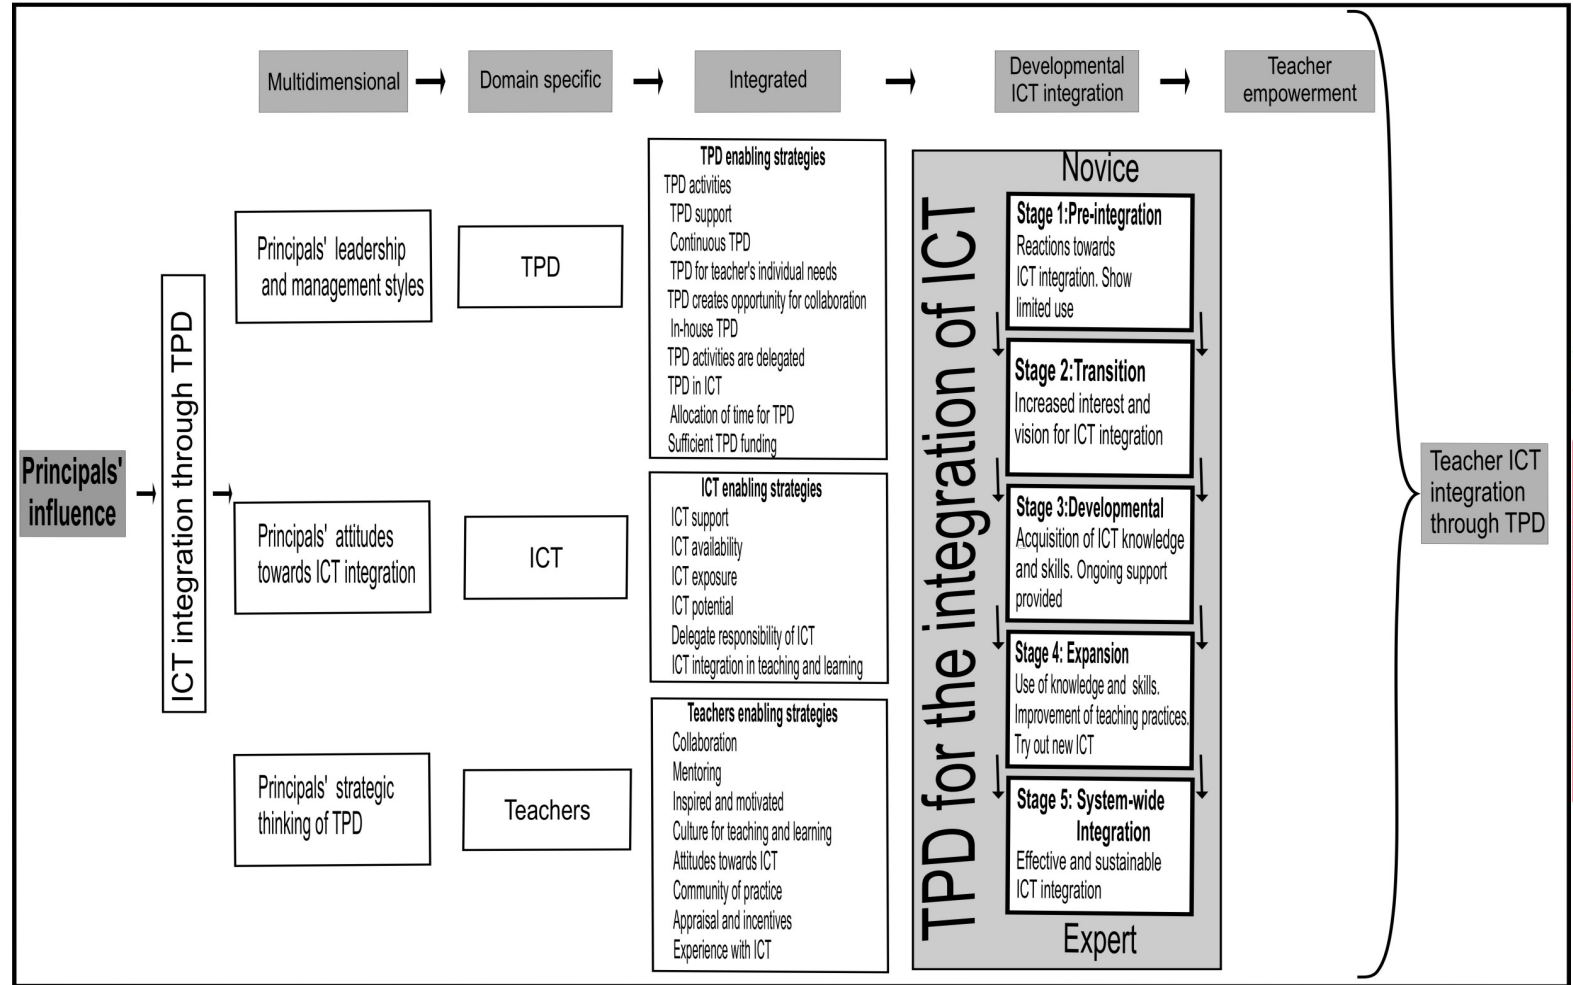 Multidimensional
Domain specific
Integrated
Developmental
ICT integration
Teacher
empowerment
Principals'
influence
ICT integration through TPD
Principals' leadership
and management styles
Principals' attitudes
towards ICT integration
Principals' strategic
thinking of TPD
TPD
ICT
Teachers
TPD enabling strategies
TPD activities
TPD support
Continuous TPD
TPD for teacher's individual needs
TPD creates opportunity for collaboration
In-house TPD
TPD activities are delegated
TPD in ICT
Allocation of time for TPD
Sufficient TPD funding
ICT enabling strategies
ICT support
ICT availability
ICT exposure
ICT potential
Delegate responsibility of ICT
ICT integration in teaching and learning
Teachers enabling strategies
Collaboration
Mentoring
Inspired and motivated
Culture for teaching and learning
Attitudes towards ICT
Community of practice
Appraisal and incentives
Experience with ICT
TPD for the integration of ICT
Novice
Stage 1:Pre-integration
Reactions towards
ICT integration. Show
limited use
Stage 2:Transition
Increased interest and
vision for ICT integration
Stage 3:Developmental
Acquisition of ICT knowledge
and skills. Ongoing support
provided
Stage 4: Expansion
Use of knowledge and skills.
Improvement of teaching practices.
Try out new ICT
Stage 5: System-wide
Integration
Effective and sustainable
ICT integration
Expert
Teacher ICT
integration
through TPD